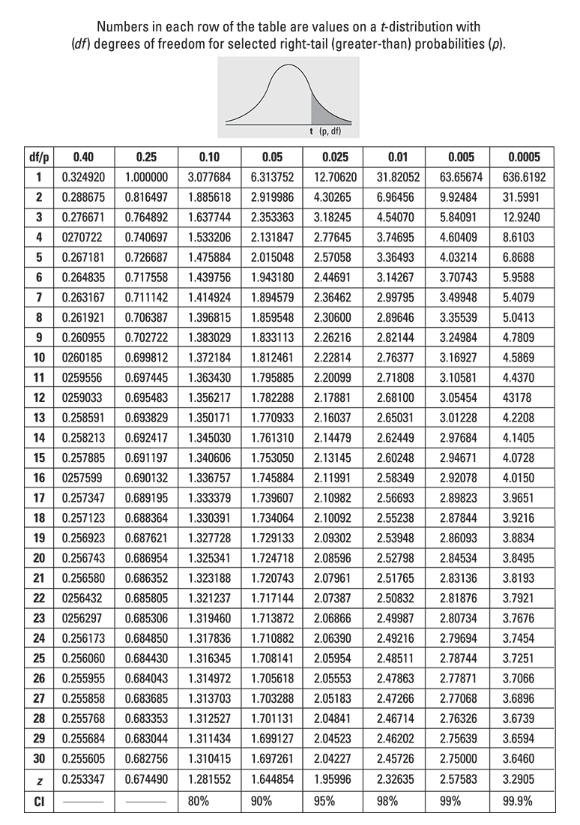 Numbers in each row of the table are values on a t-distribution with
(df) degrees of freedom for selected right-tail (greater-than) probabilities (p).
t (p, df)
df/p 0.40 0.25 0.10 0.05 0.025 0.01 0.005 0.0005
1 0.324920 1.000000 3.077684 6.313752 12.70620 31.82052 63.65674 636.6192
2 0.288675 0.816497 1.885618 2.919986 4.30265 6.96456 9.92484 31.5991
3 0.276671 0.764892 1.637744 2.353363 3.18245 4.54070 5.84091 12.9240
4 0270722 0.740697 1.533206 2.131847 2.77645 3.74695 4.60409 8.6103
5 0.267181 0.726687 1.475884 2.015048 2.57058 3.36493 4.03214 6.8688
6 0.264835 0.717558 1.439756 1.943180 2.44691 3.14267 3.70743 5.9588
7 0.263167 0.711142 1.414924 1.894579 2.36462 2.99795 3.49948 5.4079
8 0.261921 0.706387 1.396815 1.859548 2.30600 2.89646 3.35539 5.0413
9 0.260955 0.702722 1.383029 1.833113 2.26216 2.82144 3.24984 4.7809
10 0260185 0.699812 1.372184 1.812461 2.22814 2.76377 3.16927 4.5869
11 0259556 0.697445 1.363430 1.795885 2.20099 2.71808 3.10581 4.4370
12 0259033 0.695483 1.356217 1.782288 2.17881 2.68100 3.05454 43178
13 0.258591 0.693829 1.350171 1.770933 2.16037 2.65031 3.01228 4.2208
14 0.258213 0.692417 1.345030 1.761310 2.14479 2.62449 2.97684 4.1405
15 0.257885 0.691197 1.340606 1.753050 2.13145 2.60248 2.94671 4.0728
16 0257599 0.690132 1.336757 1.745884 2.11991 2.58349 2.92078 4.0150
17 0.257347 0.689195 1.333379 1.739607 2.10982 2.56693 2.89823 3.9651
18 0.257123 0.688364 1.330391 1.734064 2.10092 2.55238 2.87844 3.9216
19 0.256923 0.687621 1.327728 1.729133 2.09302 2.53948 2.86093 3.8834
20 0.256743 0.686954 1.325341 1.724718 2.08596 2.52798 2.84534 3.8495
21 0.256580 0.686352 1.323188 1.720743 2.07961 2.51765 2.83136 3.8193
22 0256432 0.685805 1.321237 1.717144 2.07387 2.50832 2.81876 3.7921
23 0256297 0.685306 1.319460 1.713872 2.06866 2.49987 2.80734 3.7676
24 0.256173 0.684850 1.317836 1.710882 2.06390 2.49216 2.79694 3.7454
25 0.256060 0.684430 1.316345 1.708141 2.05954 2.48511 2.78744 3.7251
26 0.255955 0.684043 1.314972 1.705618 2.05553 2.47863 2.77871 3.7066
27 0.255858 0.683685 1.313703 1.703288 2.05183 2.47266 2.77068 3.6896
28 0.255768 0.683353 1.312527 1.701131 2.04841 2.46714 2.76326 3.6739
29 0.255684 0.683044 1.311434 1.699127 2.04523 2.46202 2.75639 3.6594
30 0.255605 0.682756 1.310415 1.697261 2.04227 2.45726 2.75000 3.6460
z 0.253347 0.674490 1.281552 1.644854 1.95996 2.32635 2.57583 3.2905
CI ——— ——— 80% 90% 95% 98% 99% 99.9%